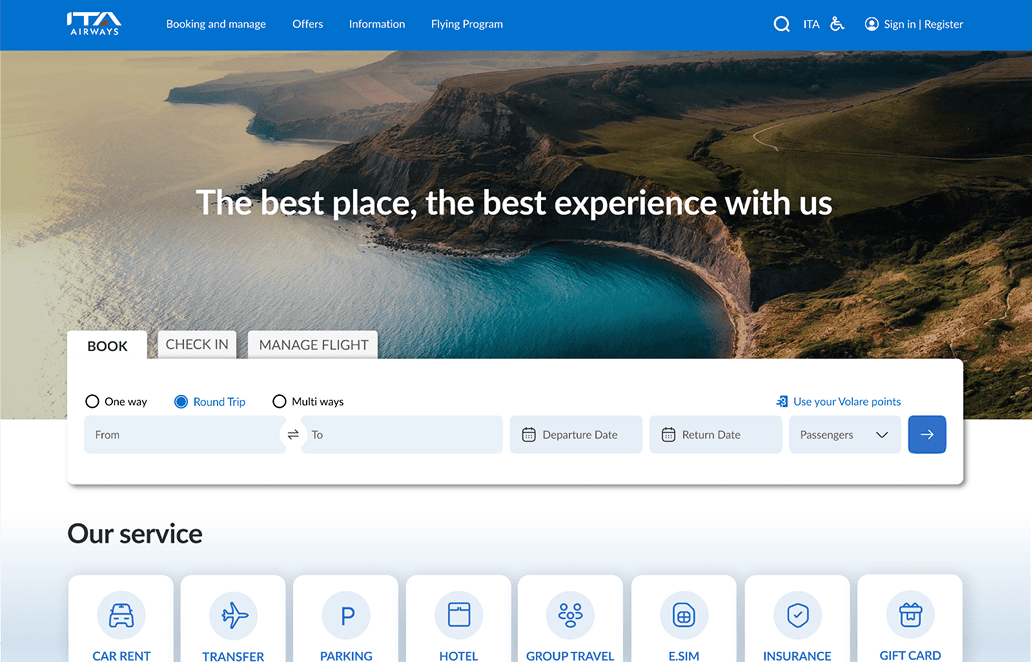 ITA
AIRWAYS
Booking and manage
Offers
Information
Flying Program
ITA
Sign in | Register
The best place, the best experience with us
BOOK
CHECK IN
MANAGE FLIGHT
One way
Round Trip
Multi ways
Use your Volare points
From
To
Departure Date
Return Date
Passengers
Our service
P
CAR RENT
TRANSFER
PARKING
HOTEL
GROUP TRAVEL
E.SIM
INSURANCE
GIFT CARD